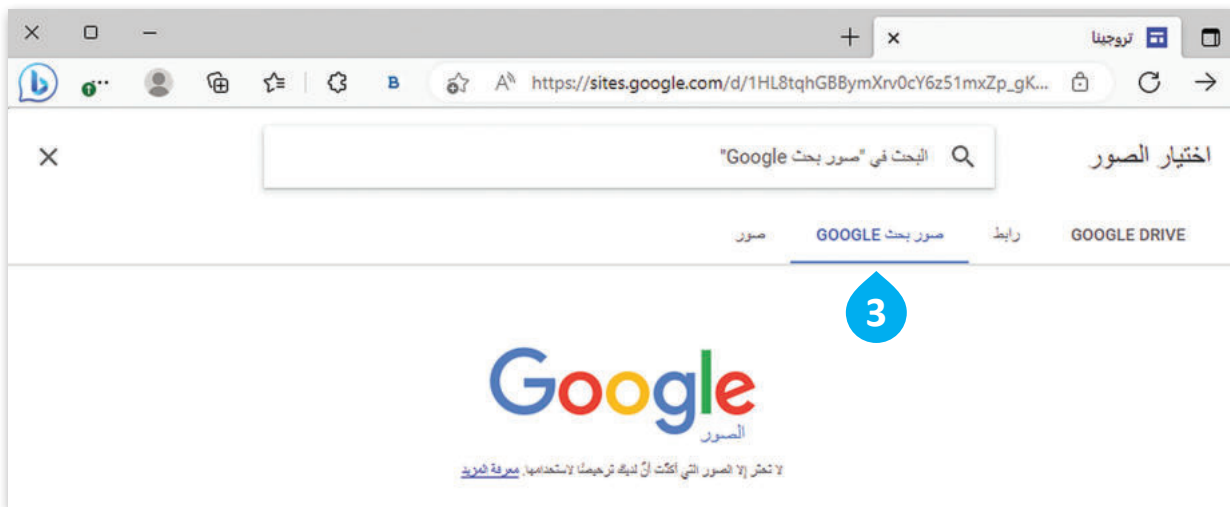 تروجينا
https://sites.google.com/d/1HL8tqhGBBymXrv0cY6z51mxZp_gK...
اختيار الصور
البحث في "صور بحث Google"
GOOGLE DRIVE رابط صور بحث GOOGLE صور
3
Google
الصور
لا تختر إلا الصور التي أكّدت أنّ لديك ترخيصًا لاستخدامها. معرفة المزيد